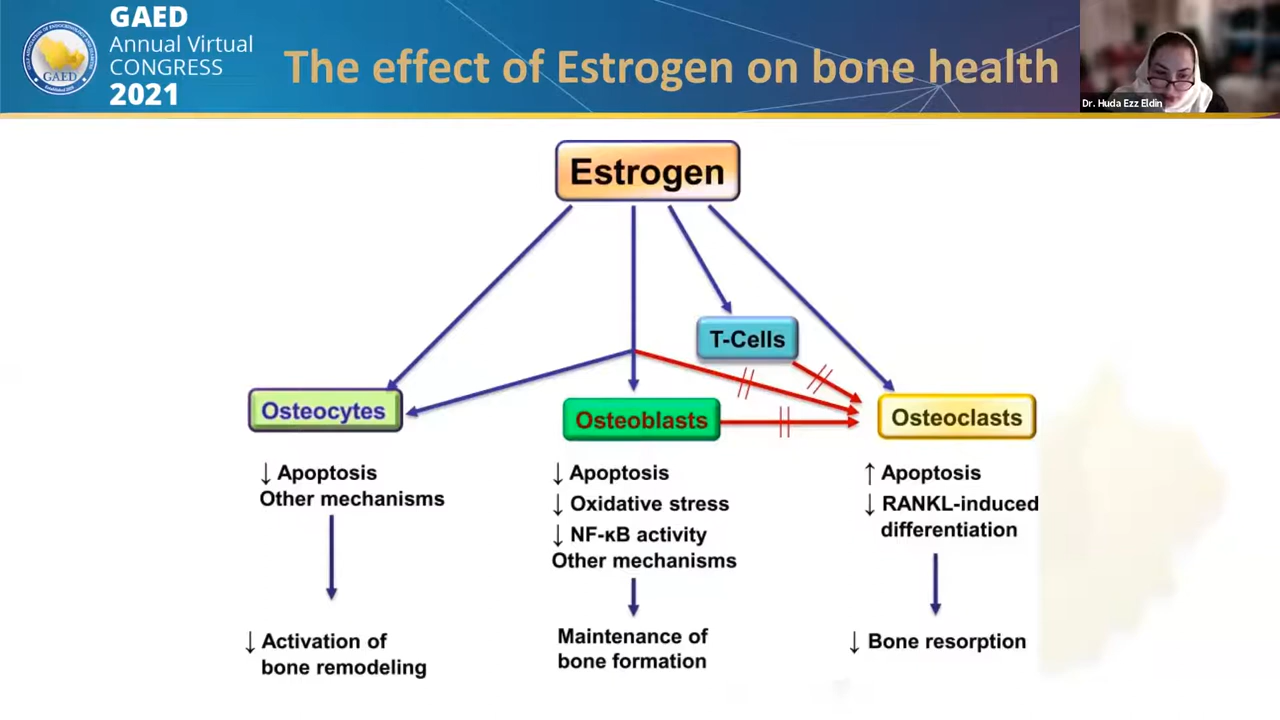 GAED
Annual Virtual
CONGRESS
2021
GAED
The effect of Estrogen on bone health
Dr. Huda Ezz Eldin
Estrogen
T-Cells
Osteocytes
Osteoblasts
Osteoclasts
↓ Apoptosis
Other mechanisms
↓ Apoptosis
↓ Oxidative stress
↓ NF-κB activity
Other mechanisms
↑ Apoptosis
↓ RANKL-induced
differentiation
↓ Activation of
bone remodeling
Maintenance of
bone formation
↓ Bone resorption